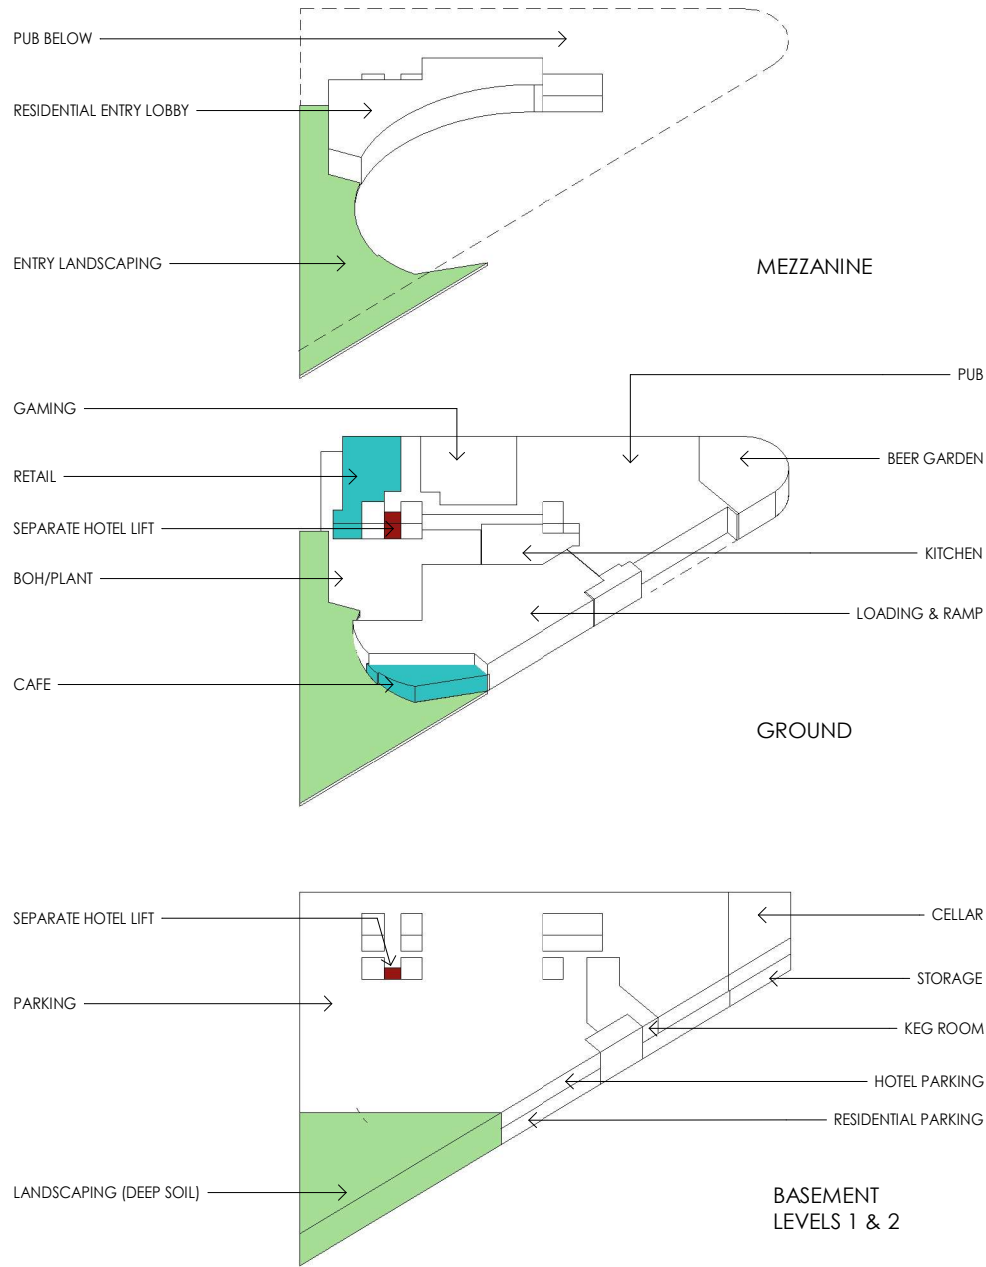 PUB BELOW
RESIDENTIAL ENTRY LOBBY
ENTRY LANDSCAPING
MEZZANINE
PUB
GAMING
BEER GARDEN
RETAIL
SEPARATE HOTEL LIFT
KITCHEN
BOH/PLANT
LOADING & RAMP
CAFE
GROUND
CELLAR
SEPARATE HOTEL LIFT
STORAGE
PARKING
KEG ROOM
HOTEL PARKING
RESIDENTIAL PARKING
LANDSCAPING (DEEP SOIL)
BASEMENT
LEVELS 1 & 2